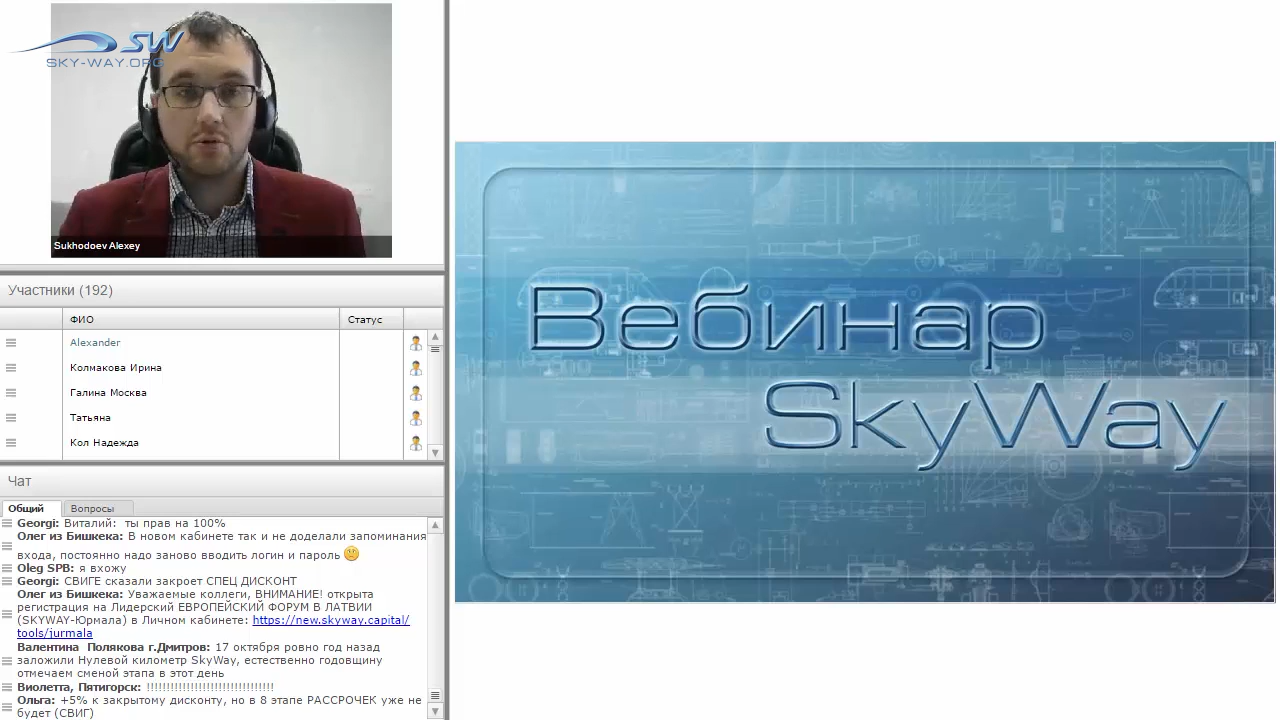 SW
SKY-WAY.ORG
Sukhodoev Alexey
Участники (192)
ФИО
Статус
Alexander
Колмакова Ирина
Галина Москва
Татьяна
Кол Надежда
Чат
Общий
Вопросы
Georgi: Виталий: ты прав на 100%
Олег из Бишкека: В новом кабинете так и не доделали запоминания
входа, постоянно надо заново вводить логин и пароль
Oleg SPB: я вхожу
Georgi: СВИГЕ сказали закроет СПЕЦ ДИСКОНТ
Олег из Бишкека: Уважаемые коллеги, ВНИМАНИЕ! открыта
регистрация на Лидерский ЕВРОПЕЙСКИЙ ФОРУМ В ЛАТВИИ
(SKYWAY-Юрмала) в Личном кабинете: https://new.skyway.capital/
tools/jurmala
Валентина Полякова г.Дмитров: 17 октября ровно год назад
заложили Нулевой километр SkyWay, естественно годовщину
отмечаем сменой этапа в этот день
Виолетта, Пятигорск: !!!!!!!!!!!!!!!!!!!!!!!!!!!!!!!!
Ольга: +5% к закрытому дисконту, но в 8 этапе РАССРОЧЕК уже не
будет (СВИГ)
Вебинар
SkyWay